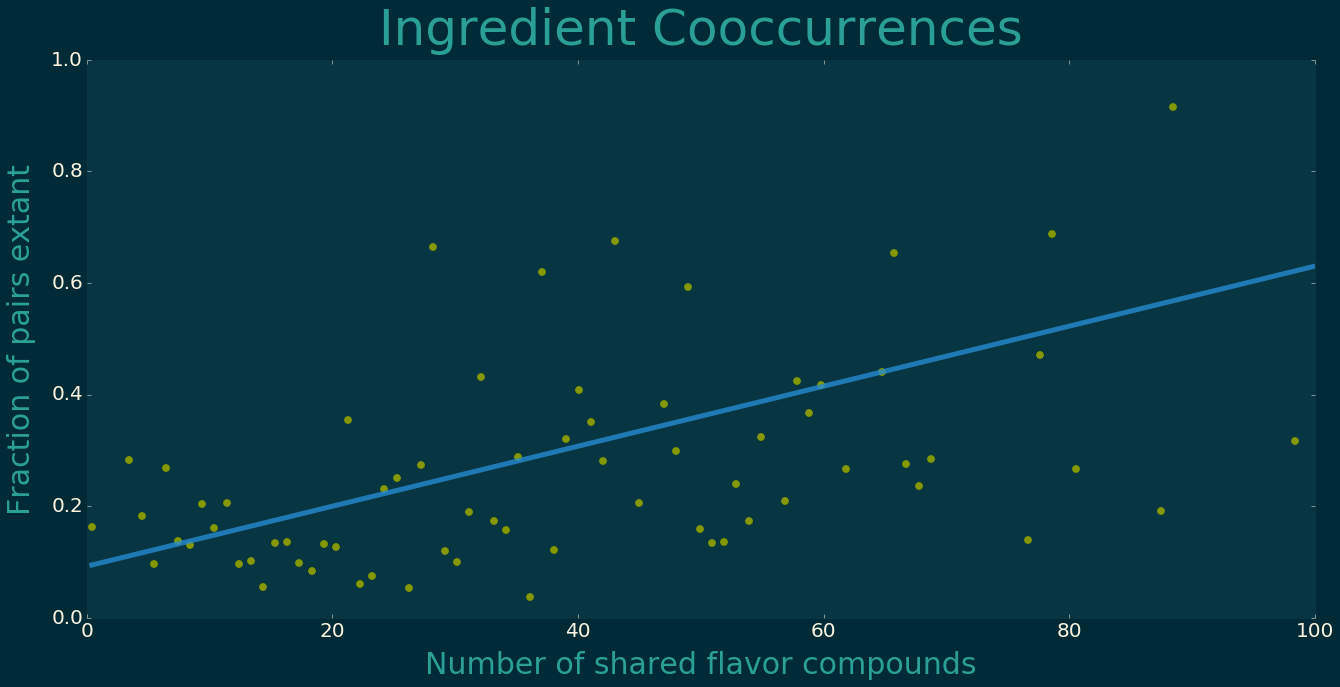 Ingredient Cooccurrences
Fraction of pairs extant
1.0
0.8
0.6
0.4
0.2
0.0
0 20 40 60 80 100
Number of shared flavor compounds